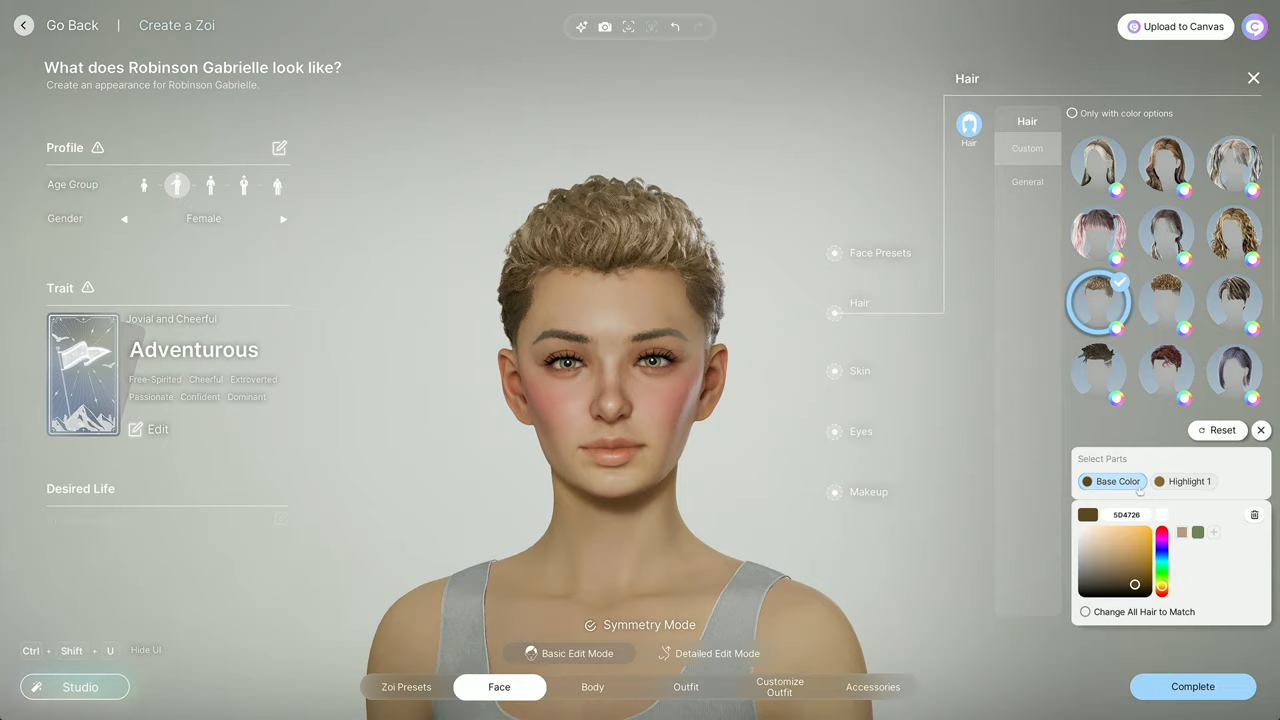 Go Back | Create a Zoi
Upload to Canvas
What does Robinson Gabrielle look like?
Create an appearance for Robinson Gabrielle.
Profile
Age Group
Gender
Female
Trait
Jovial and Cheerful
Adventurous
Free-Spirited Cheerful Extroverted
Passionate Confident Dominant
Edit
Desired Life
Face Presets
Hair
Skin
Eyes
Makeup
Hair
Hair
Hair
Custom
General
Only with color options
Reset
Select Parts
Base Color
Highlight 1
5D4726
Change All Hair to Match
Symmetry Mode
Basic Edit Mode
Detailed Edit Mode
Ctrl + Shift + U Hide UI
Studio
Zoi Presets
Face
Body
Outfit
Customize
Outfit
Accessories
Complete